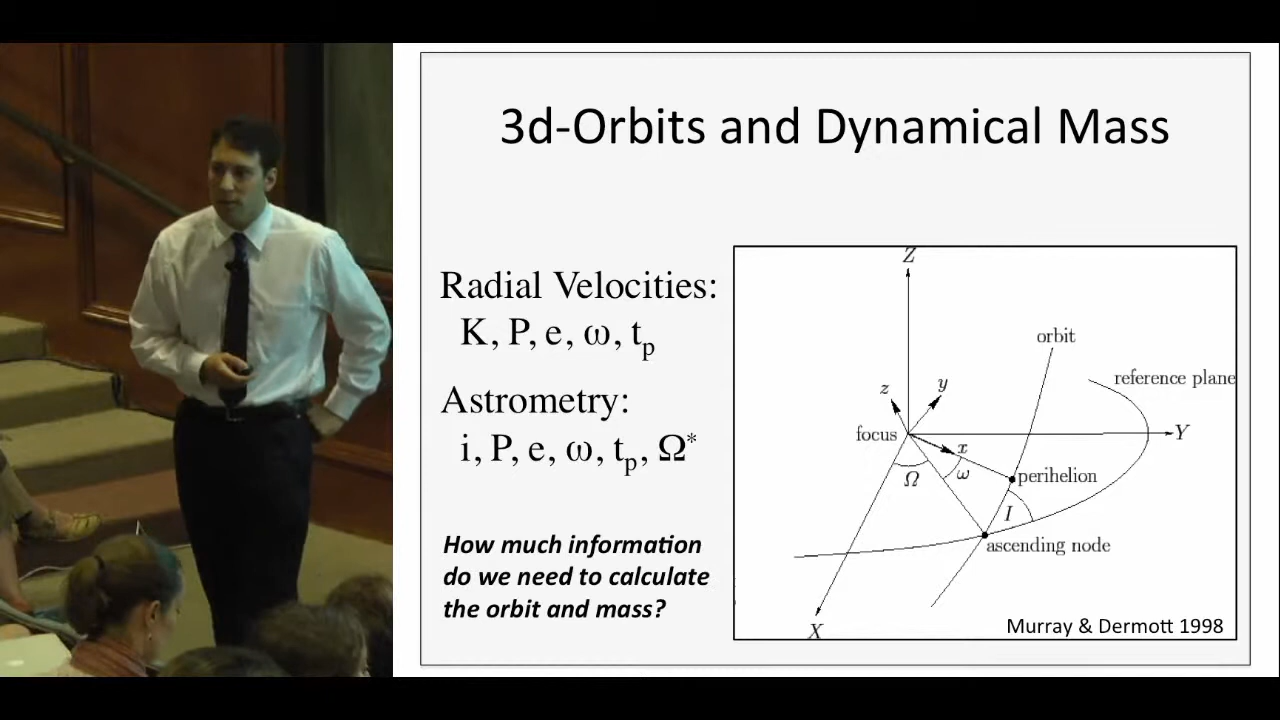 3d-Orbits and Dynamical Mass
Radial Velocities:
K, P, e, ω, tp
Astrometry:
i, P, e, ω, tp, Ω*
How much information
do we need to calculate
the orbit and mass?
Z
orbit
reference plane
z
y
focus
x
Y
Ω
ω
perihelion
I
ascending node
X
Murray & Dermott 1998